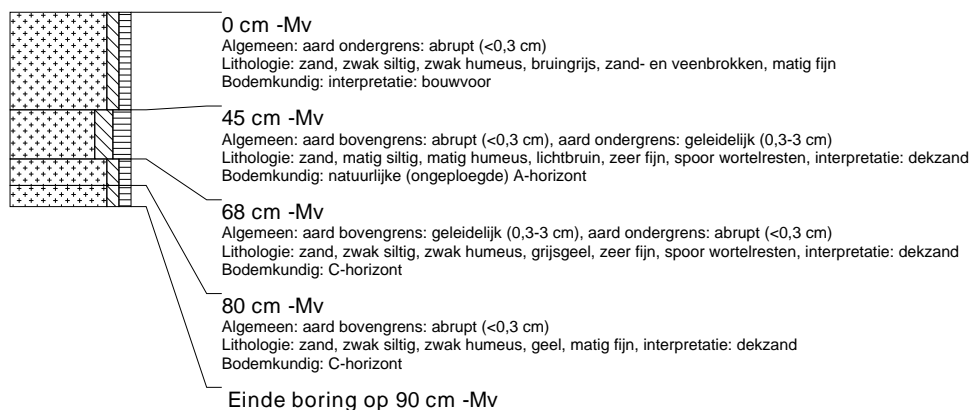 0 cm -Mv
Algemeen: aard ondergrens: abrupt (<0,3 cm)
Lithologie: zand, zwak siltig, zwak humeus, bruingrijs, zand- en veenbrokken, matig fijn
Bodemkundig: interpretatie: bouwvoor
45 cm -Mv
Algemeen: aard bovengrens: abrupt (<0,3 cm), aard ondergrens: geleidelijk (0,3-3 cm)
Lithologie: zand, matig siltig, matig humeus, lichtbruin, zeer fijn, spoor wortelresten, interpretatie: dekzand
Bodemkundig: natuurlijke (ongeploegde) A-horizont
68 cm -Mv
Algemeen: aard bovengrens: geleidelijk (0,3-3 cm), aard ondergrens: abrupt (<0,3 cm)
Lithologie: zand, zwak siltig, zwak humeus, grijsgeel, zeer fijn, spoor wortelresten, interpretatie: dekzand
Bodemkundig: C-horizont
80 cm -Mv
Algemeen: aard bovengrens: abrupt (<0,3 cm)
Lithologie: zand, zwak siltig, zwak humeus, geel, matig fijn, interpretatie: dekzand
Bodemkundig: C-horizont
Einde boring op 90 cm -Mv